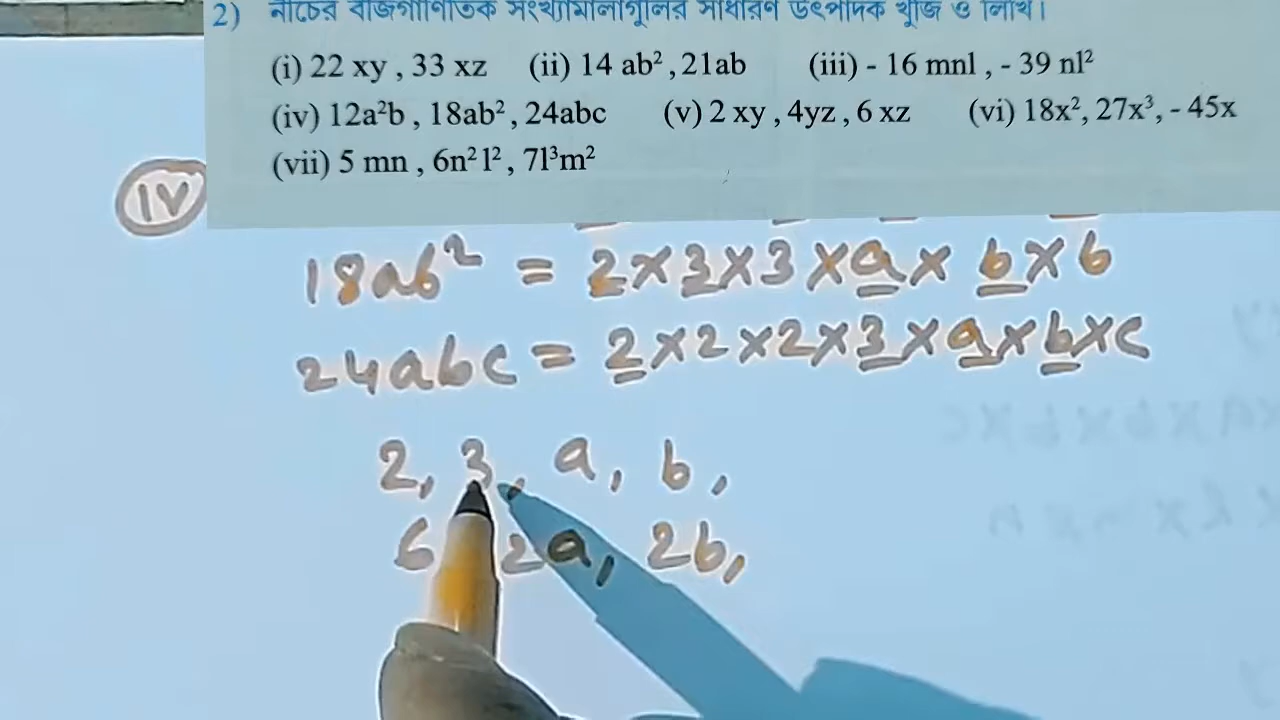 2) নীচের বীজগাণিতিক সংখ্যামালাগুলির সাধারণ উৎপাদক খুঁজি ও লিখি।
(i) 22 xy , 33 xz (ii) 14 ab² , 21ab (iii) - 16 mnl , - 39 nl²
(iv) 12a²b , 18ab² , 24abc (v) 2 xy , 4yz , 6 xz (vi) 18x², 27x³, - 45x
(vii) 5 mn , 6n² l² , 7l³m²
iv
18ab² = 2×3×3×a×b×b
24abc = 2×2×2×3×a×b×c
2, 3, a, b,
6 2a, 2b,